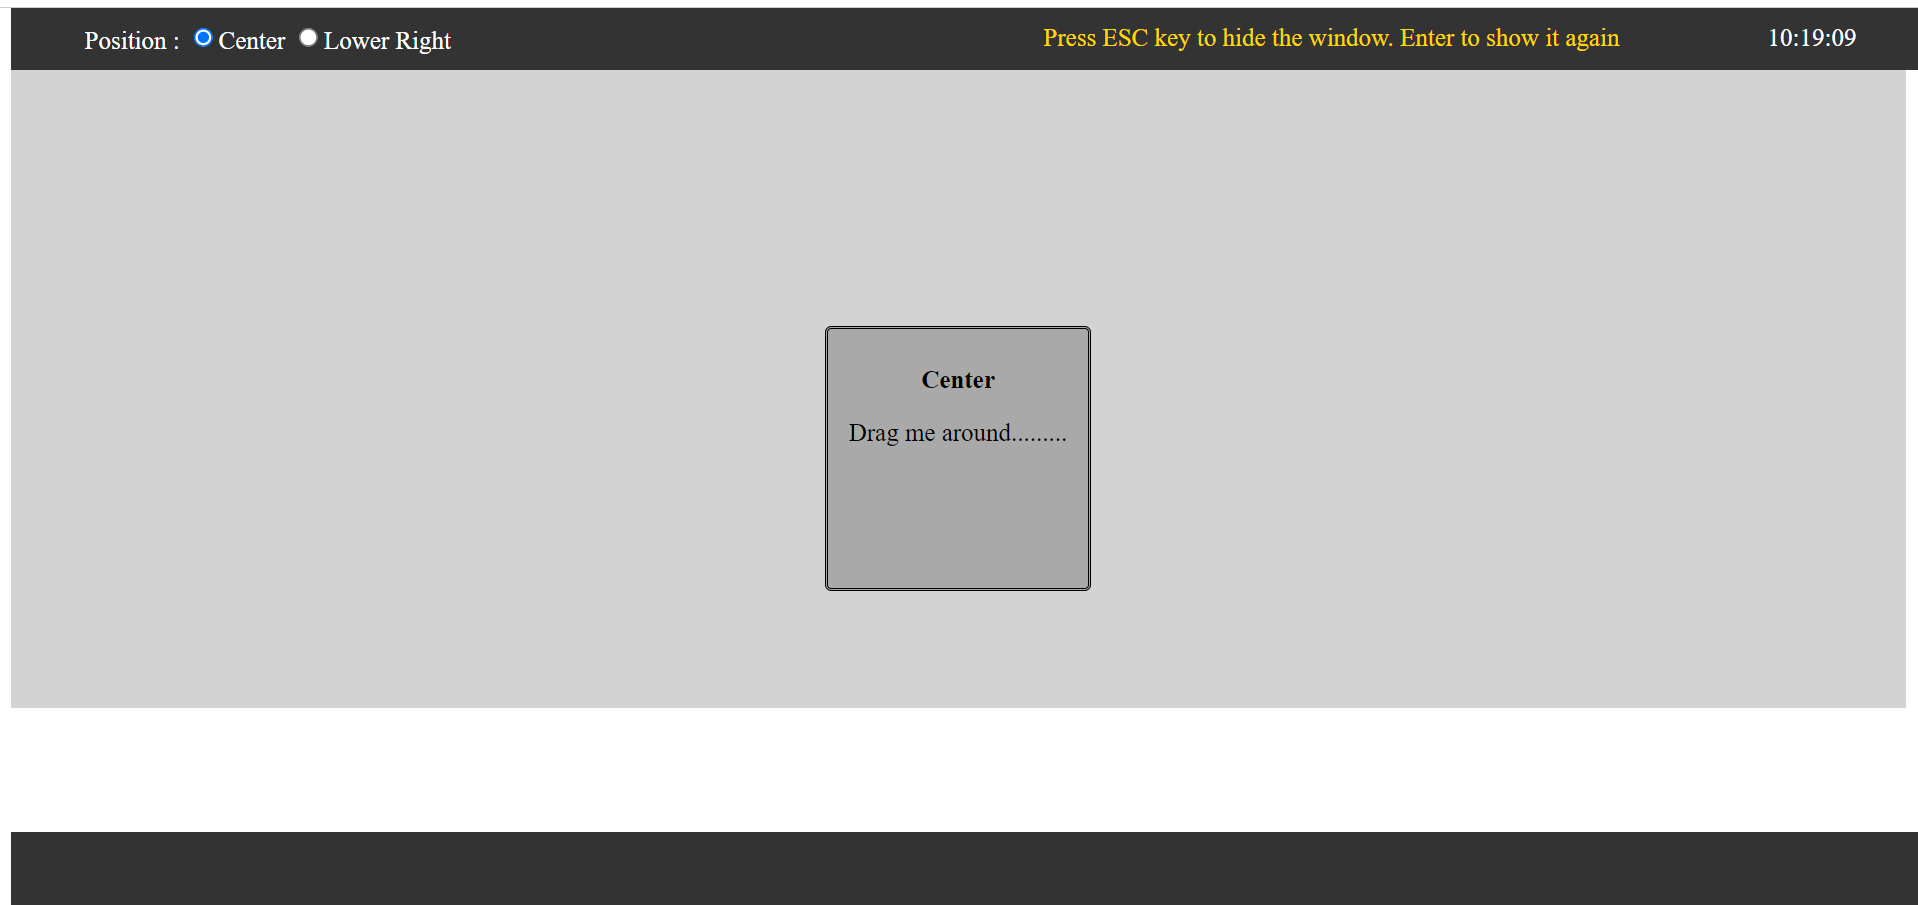 Position : Center Lower Right Press ESC key to hide the window. Enter to show it again 10:19:09
Center
Drag me around.........